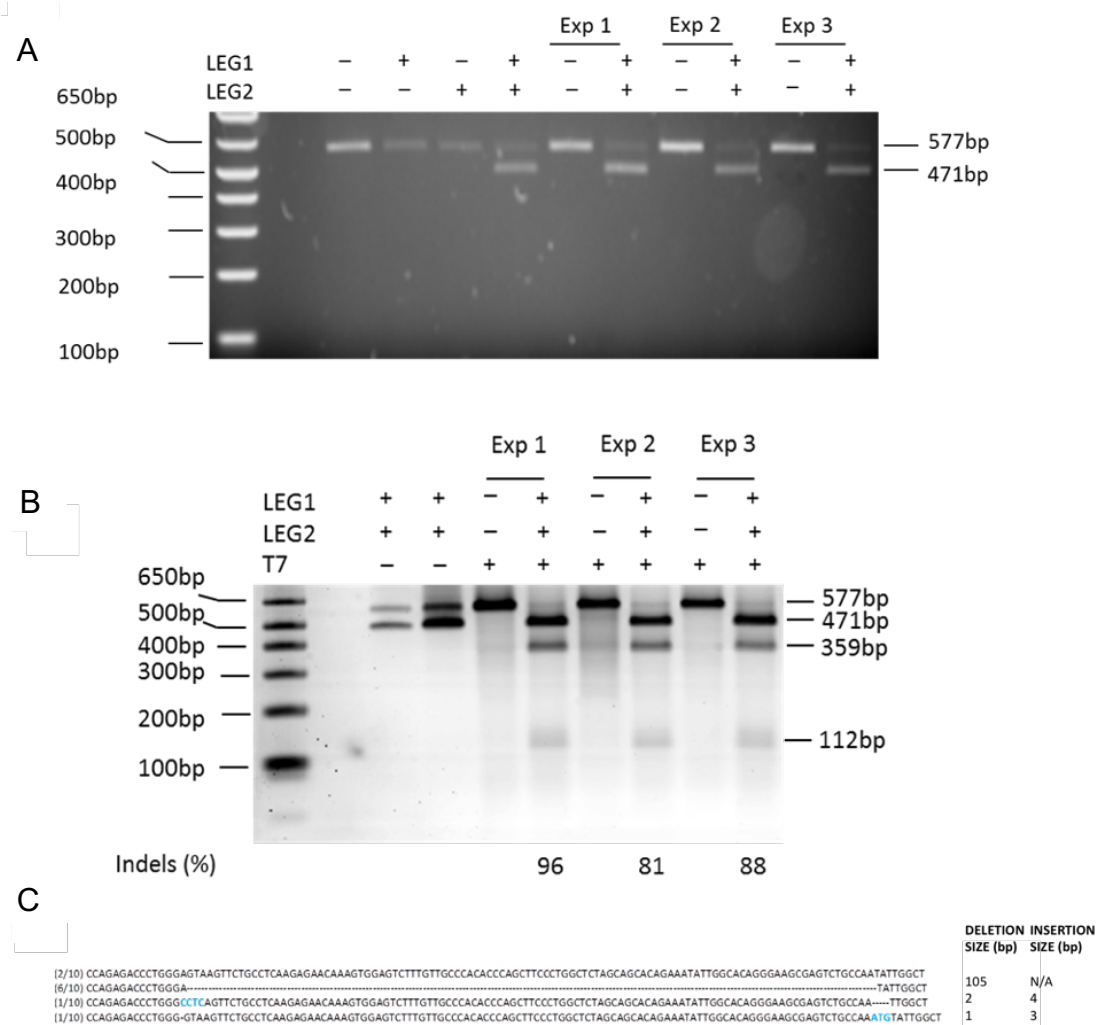 A
Exp 1 Exp 2 Exp 3
LEG1 – + – + – + – + – +
LEG2 – – + + – + – + – +
650bp
500bp
400bp
300bp
200bp
100bp
577bp
471bp
B
Exp 1 Exp 2 Exp 3
LEG1 + + – + – + – +
LEG2 + + – + – + – +
T7 – – + + + + + +
650bp
500bp
400bp
300bp
200bp
100bp
577bp
471bp
359bp
112bp
Indels (%) 96 81 88
C
DELETION INSERTION
SIZE (bp) SIZE (bp)
(2/10) CCAGAGACCCTGGGAGTAAGTTCTGCCTCAAGAGAACAAAGTGGAGTCTTTGTTGCCCACACCCAGCTTCCCTGGCTCTAGCAGCACAGAAATATTGGCACAGGGAAGCGAGTCTGCCAATATTGGCT
(6/10) CCAGAGACCCTGGGA---------------------------------------------------------------------------------------------------------TATTGGCT 105 N/A
(1/10) CCAGAGACCCTGGGCCTCAGTTCTGCCTCAAGAGAACAAAGTGGAGTCTTTGTTGCCCACACCCAGCTTCCCTGGCTCTAGCAGCACAGAAATATTGGCACAGGGAAGCGAGTCTGCCAA-----TTGGCT 2 4
(1/10) CCAGAGACCCTGGG-GTAAGTTCTGCCTCAAGAGAACAAAGTGGAGTCTTTGTTGCCCACACCCAGCTTCCCTGGCTCTAGCAGCACAGAAATATTGGCACAGGGAAGCGAGTCTGCCAAATGTATTGGCT 1 3